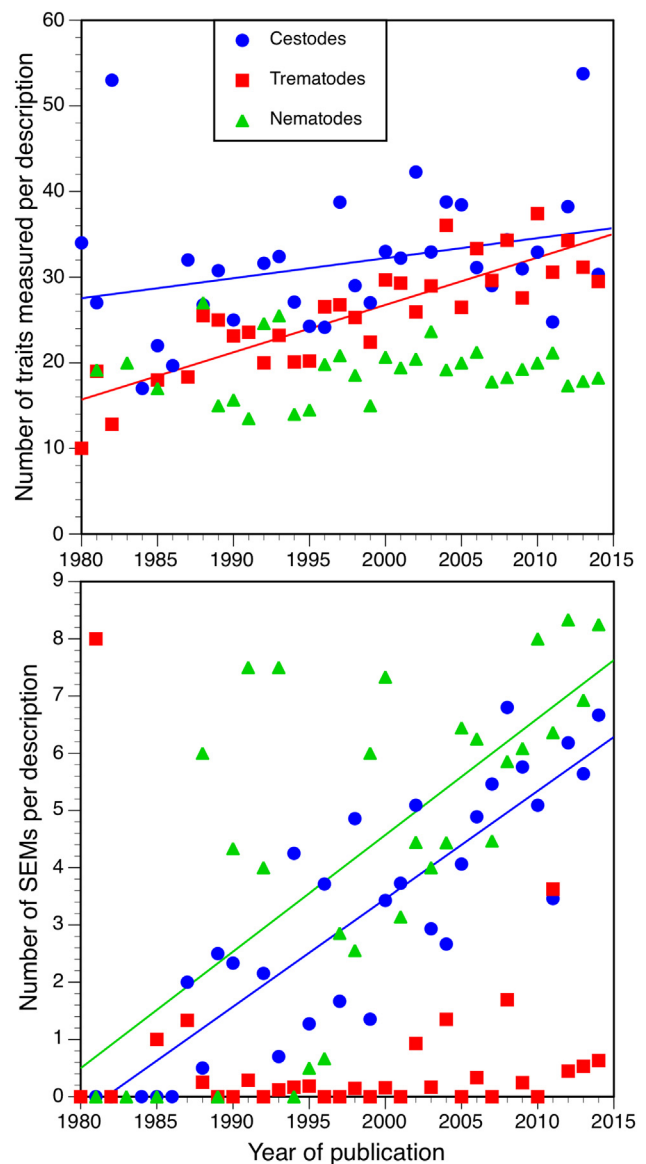 Number of traits measured per description
60
50
40
30
20
10
0
Cestodes
Trematodes
Nematodes
1980 1985 1990 1995 2000 2005 2010 2015
Number of SEMs per description
9
8
7
6
5
4
3
2
1
0
1980 1985 1990 1995 2000 2005 2010 2015
Year of publication